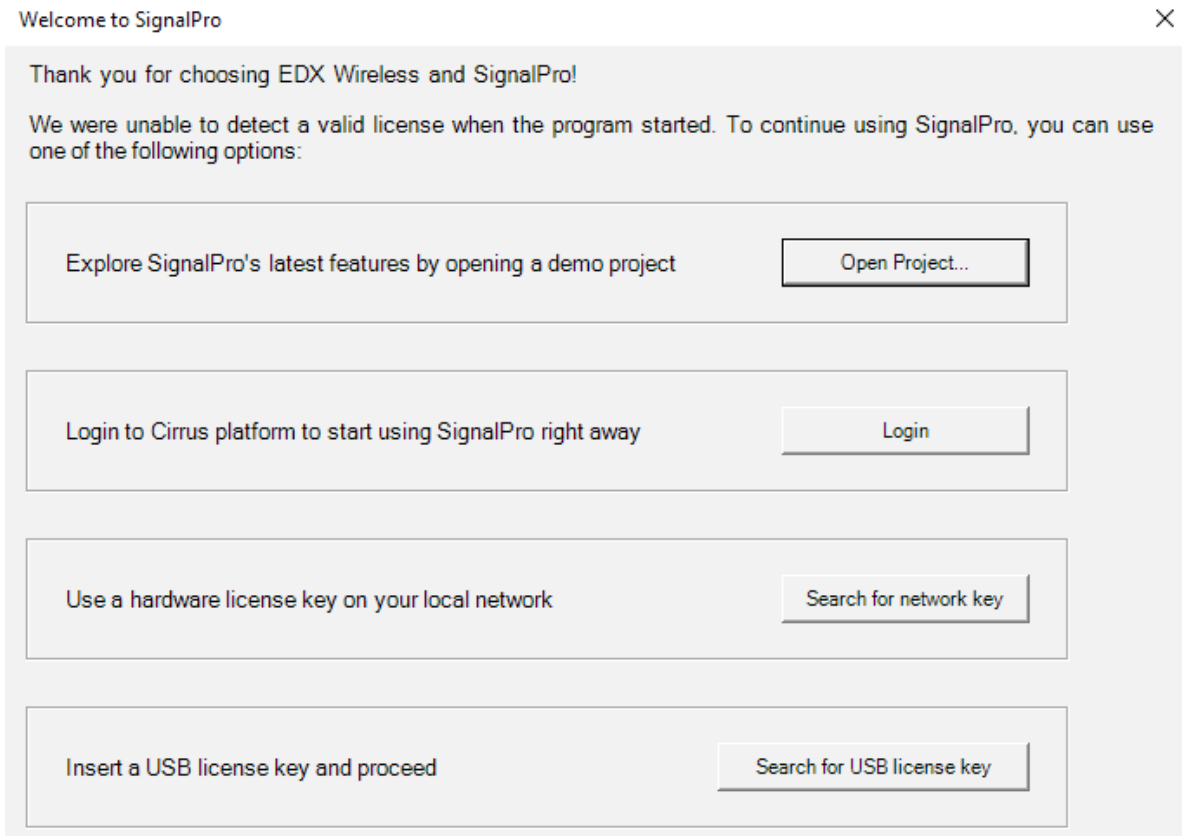 Welcome to SignalPro
Thank you for choosing EDX Wireless and SignalPro!
We were unable to detect a valid license when the program started. To continue using SignalPro, you can use
one of the following options:
Explore SignalPro's latest features by opening a demo project
Open Project...
Login to Cirrus platform to start using SignalPro right away
Login
Use a hardware license key on your local network
Search for network key
Insert a USB license key and proceed
Search for USB license key